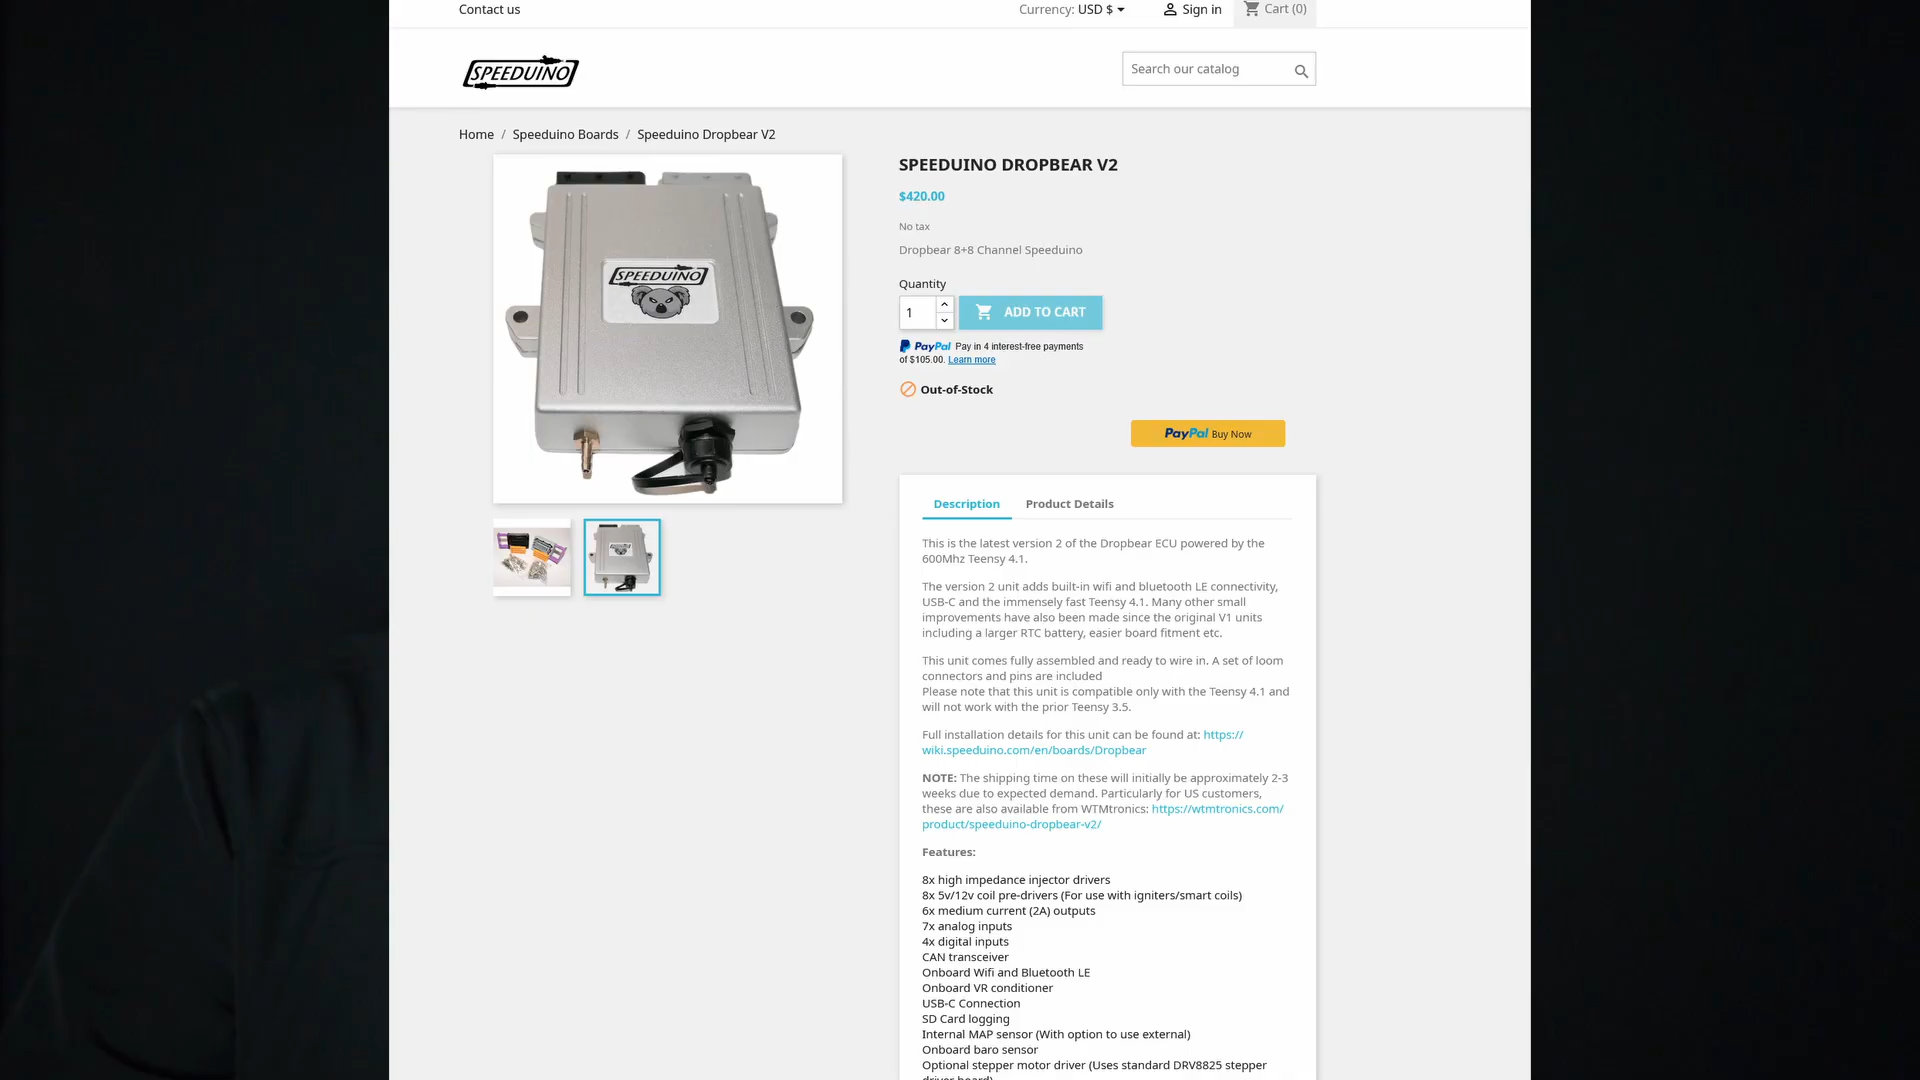 Contact us
Currency: USD $
Sign in
Cart (0)
SPEEDUINO
Search our catalog
Home / Speeduino Boards / Speeduino Dropbear V2
SPEEDUINO
SPEEDUINO DROPBEAR V2
$420.00
No tax
Dropbear 8+8 Channel Speeduino
Quantity
1
ADD TO CART
PayPal Pay in 4 interest-free payments
of $105.00. Learn more
Out-of-Stock
PayPal Buy Now
Description
Product Details
This is the latest version 2 of the Dropbear ECU powered by the
600Mhz Teensy 4.1.
The version 2 unit adds built-in wifi and bluetooth LE connectivity,
USB-C and the immensely fast Teensy 4.1. Many other small
improvements have also been made since the original V1 units
including a larger RTC battery, easier board fitment etc.
This unit comes fully assembled and ready to wire in. A set of loom
connectors and pins are included
Please note that this unit is compatible only with the Teensy 4.1 and
will not work with the prior Teensy 3.5.
Full installation details for this unit can be found at: https://
wiki.speeduino.com/en/boards/Dropbear
NOTE: The shipping time on these will initially be approximately 2-3
weeks due to expected demand. Particularly for US customers,
these are also available from WTMtronics: https://wtmtronics.com/
product/speeduino-dropbear-v2/
Features:
8x high impedance injector drivers
8x 5v/12v coil pre-drivers (For use with igniters/smart coils)
6x medium current (2A) outputs
7x analog inputs
4x digital inputs
CAN transceiver
Onboard Wifi and Bluetooth LE
Onboard VR conditioner
USB-C Connection
SD Card logging
Internal MAP sensor (With option to use external)
Onboard baro sensor
Optional stepper motor driver (Uses standard DRV8825 stepper
driver board)